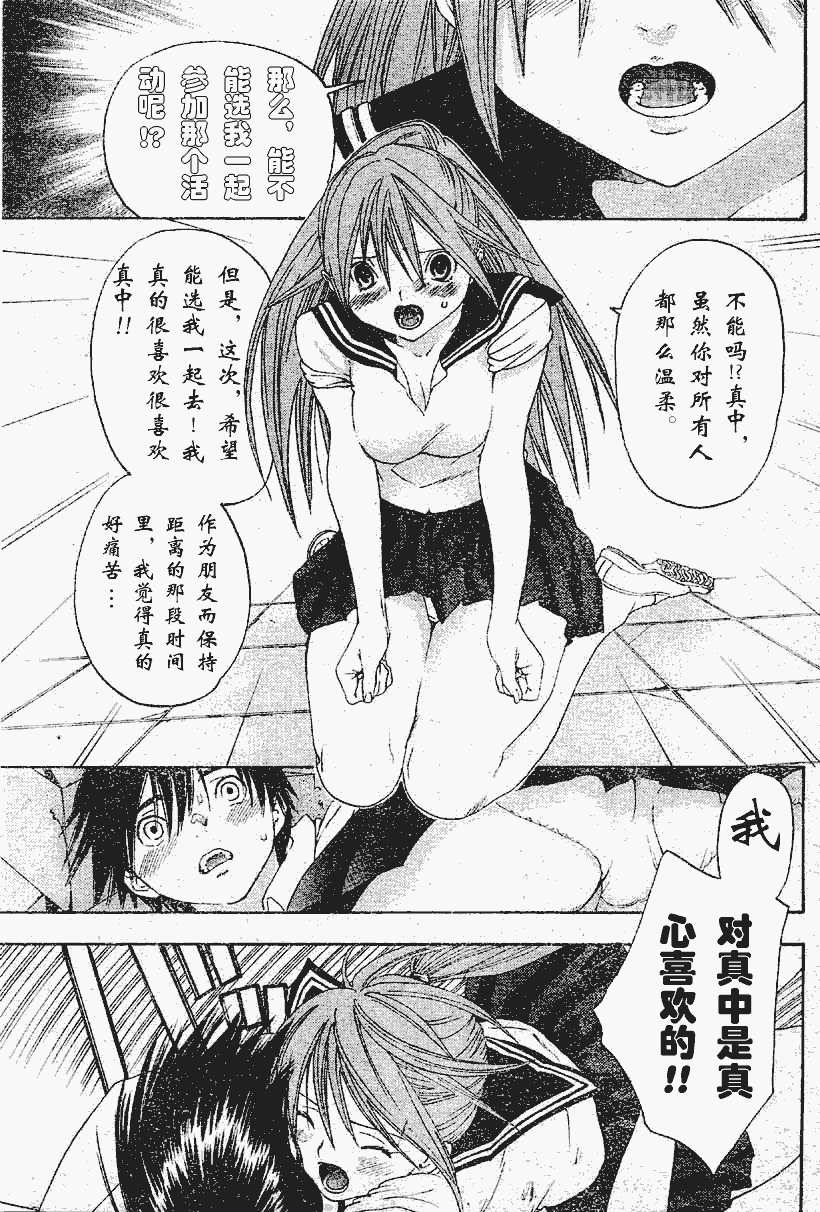 那么，能不
能选我一起
参加那个活
动呢!?
不能吗!?真中，
虽然你对所有人
都那么温柔。
但是，这次，希望
能选我一起去！我
真的很喜欢很喜欢
真中!!
作为朋友而保持
距离的那段时间
里，我觉得真的
好痛苦…
我
对真中是真
心喜欢的!!